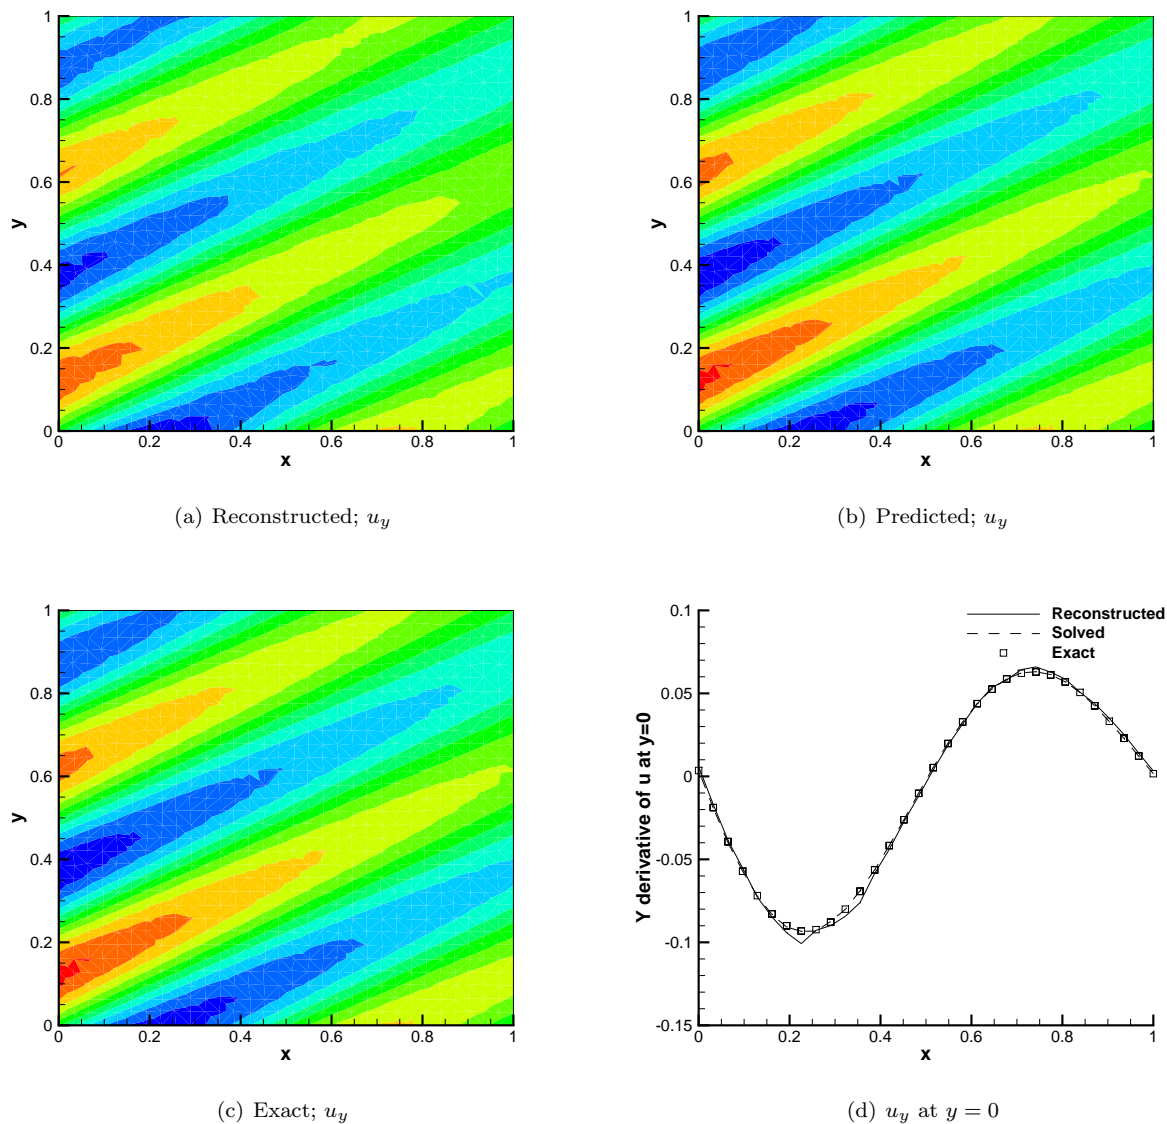 1
0.8
0.6
0.4
0.2
0
y
0 0.2 0.4 0.6 0.8 1
x
(a) Reconstructed; u_y
1
0.8
0.6
0.4
0.2
0
y
0 0.2 0.4 0.6 0.8 1
x
(b) Predicted; u_y
1
0.8
0.6
0.4
0.2
0
y
0 0.2 0.4 0.6 0.8 1
x
(c) Exact; u_y
0.1
0.05
0
-0.05
-0.1
-0.15
Y derivative of u at y=0
Reconstructed
Solved
Exact
0 0.2 0.4 0.6 0.8 1
x
(d) u_y at y = 0